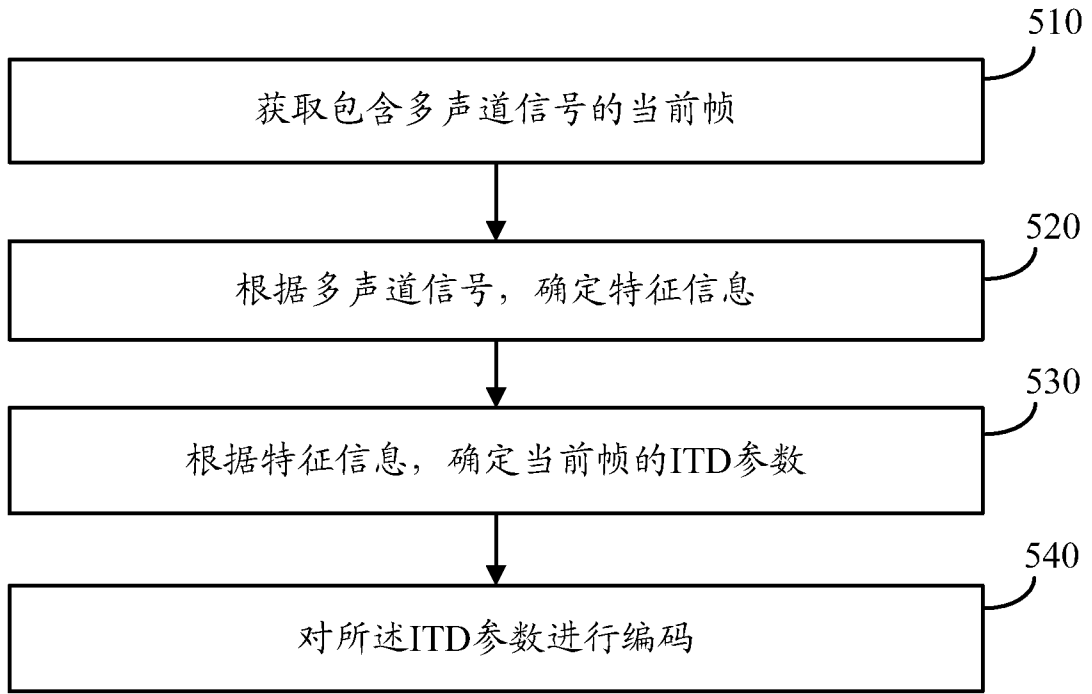 510
获取包含多声道信号的当前帧
520
根据多声道信号，确定特征信息
530
根据特征信息，确定当前帧的ITD参数
540
对所述ITD参数进行编码